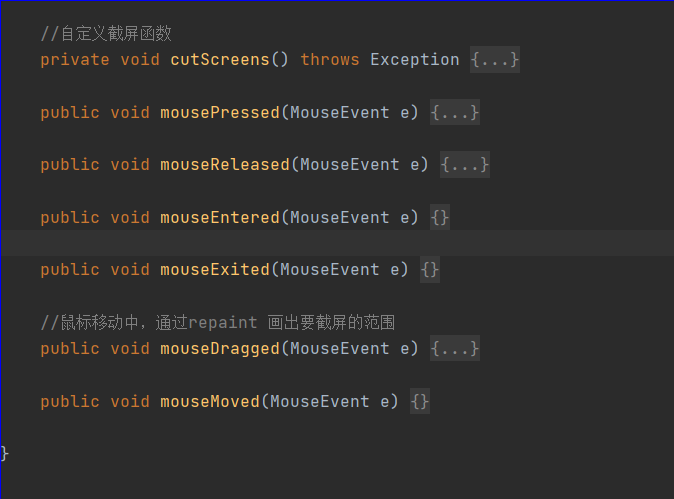 //自定义截屏函数
private void cutScreens() throws Exception {...}
public void mousePressed(MouseEvent e) {...}
public void mouseReleased(MouseEvent e) {...}
public void mouseEntered(MouseEvent e) {}
public void mouseExited(MouseEvent e) {}
//鼠标移动中，通过repaint 画出要截屏的范围
public void mouseDragged(MouseEvent e) {...}
public void mouseMoved(MouseEvent e) {}
}